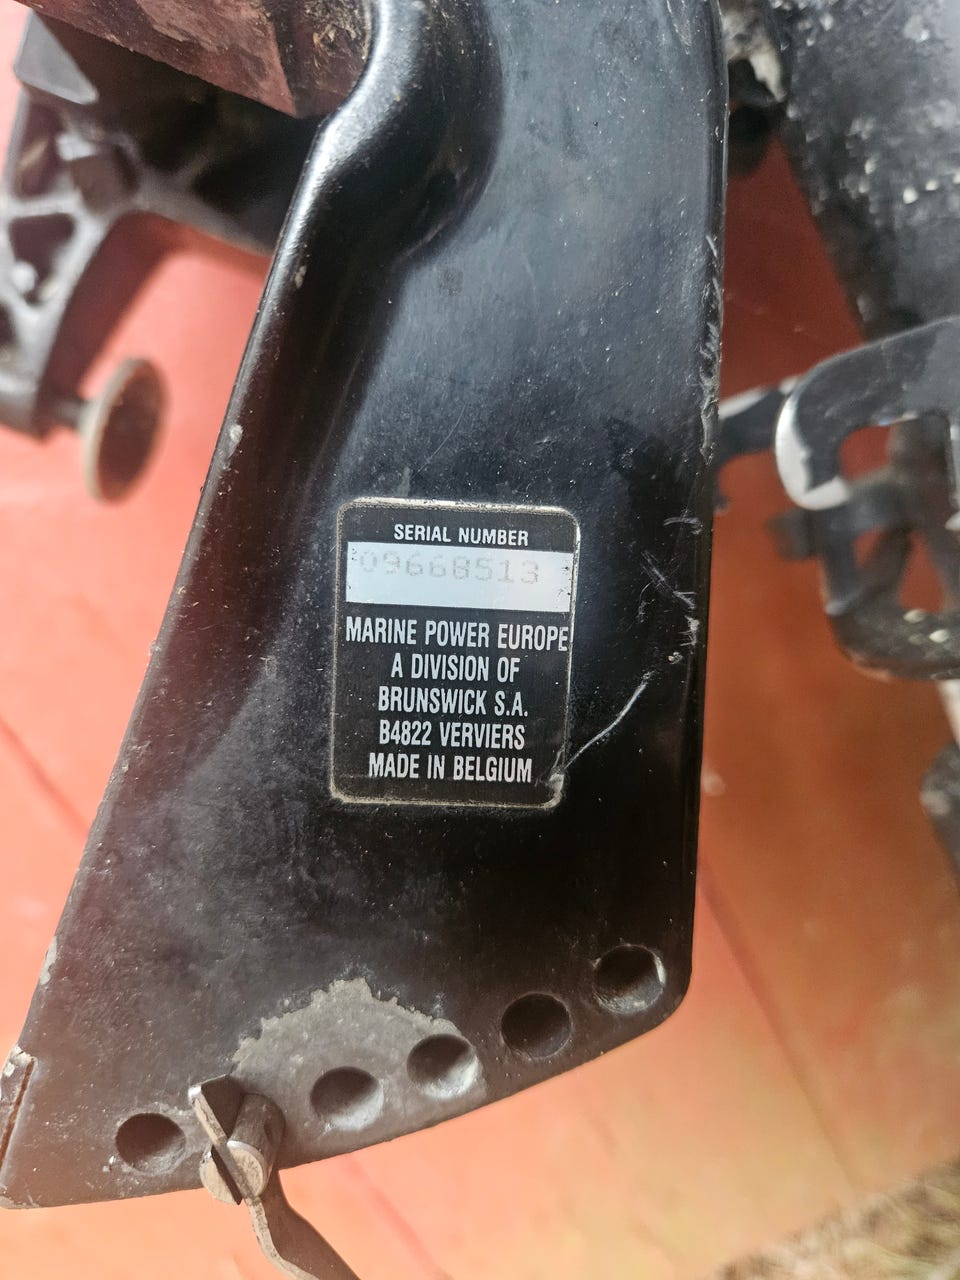 SERIAL NUMBER
09668513
MARINE POWER EUROPE
A DIVISION OF
BRUNSWICK S.A.
B4822 VERVIERS
MADE IN BELGIUM